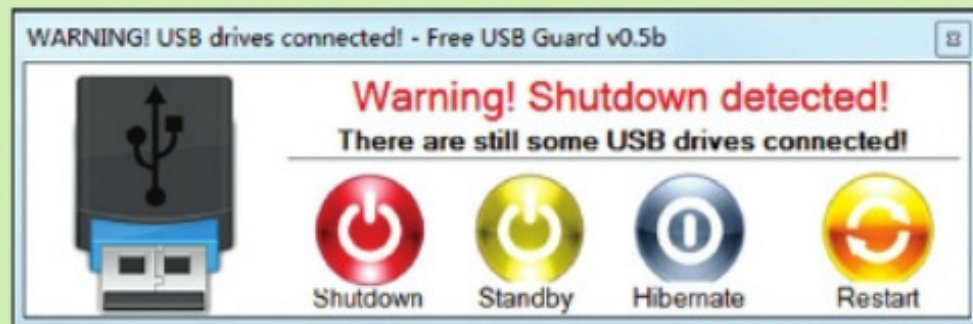 WARNING! USB drives connected! - Free USB Guard v0.5b
Warning! Shutdown detected!
There are still some USB drives connected!
Shutdown Standby Hibernate Restart